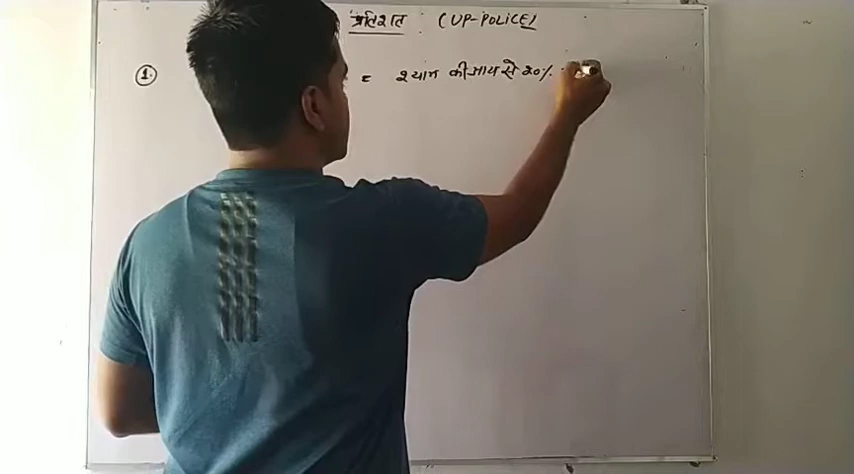 प्रतिशत (UP-POLICE)
① = श्याम की आय से 20%